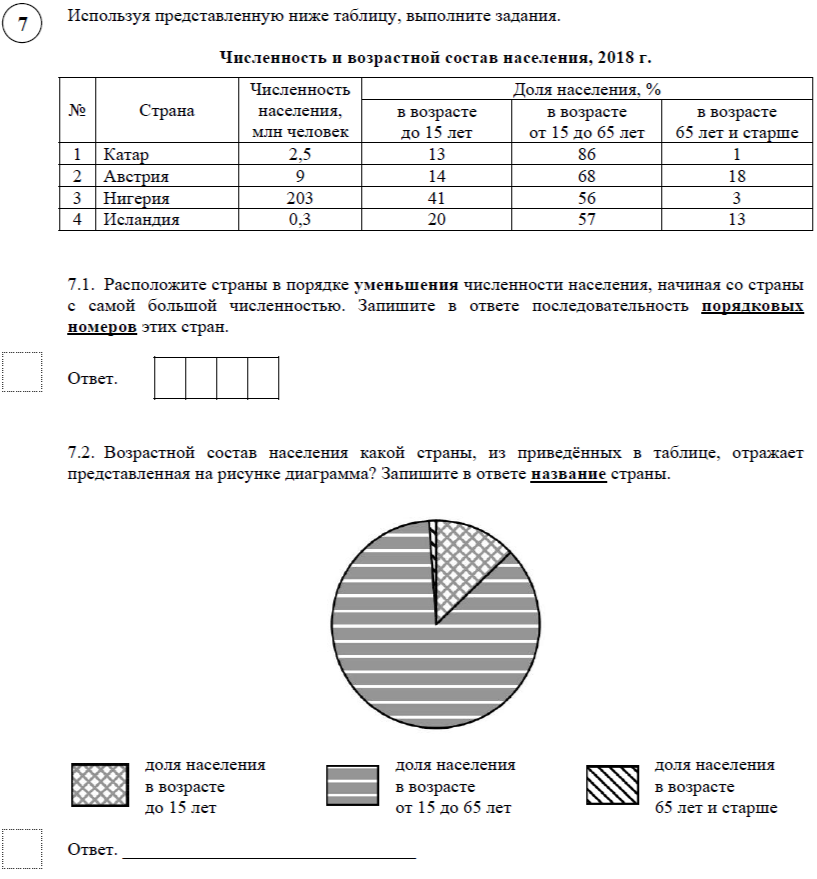 7
Используя представленную ниже таблицу, выполните задания.
Численность и возрастной состав населения, 2018 г.
№ Страна Численность населения, млн человек Доля населения, %
в возрасте до 15 лет в возрасте от 15 до 65 лет в возрасте 65 лет и старше
1 Катар 2,5 13 86 1
2 Австрия 9 14 68 18
3 Нигерия 203 41 56 3
4 Исландия 0,3 20 57 13
7.1. Расположите страны в порядке уменьшения численности населения, начиная со страны
с самой большой численностью. Запишите в ответе последовательность порядковых
номеров этих стран.
Ответ.
7.2. Возрастной состав населения какой страны, из приведённых в таблице, отражает
представленная на рисунке диаграмма? Запишите в ответе название страны.
доля населения
в возрасте
до 15 лет
доля населения
в возрасте
от 15 до 65 лет
доля населения
в возрасте
65 лет и старше
Ответ.